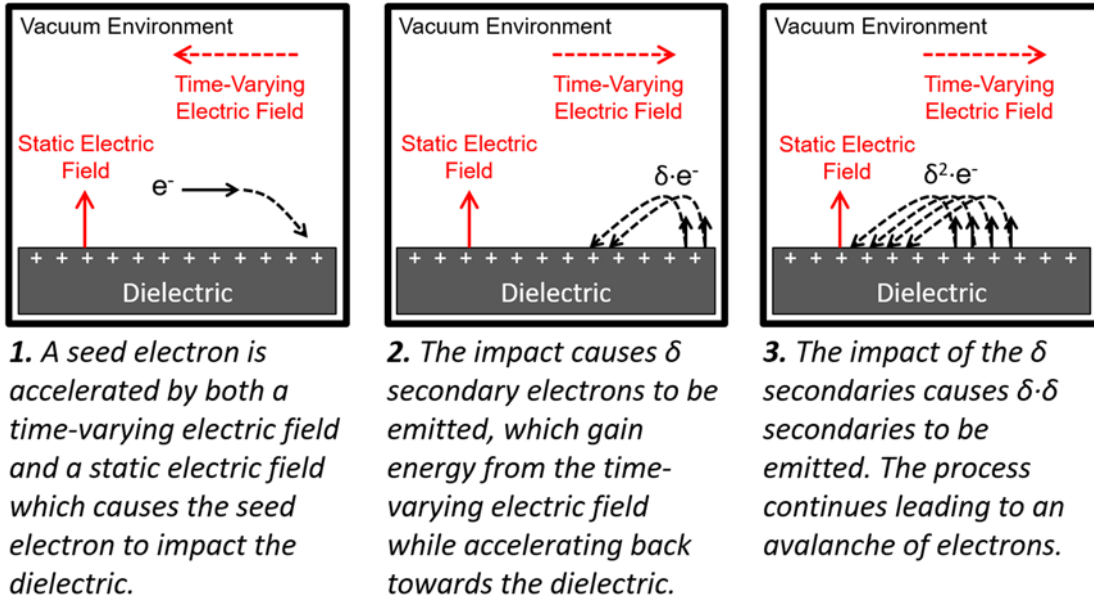 Vacuum Environment
Time-Varying
Electric Field
Static Electric
Field
e-
+ + + + + + + + + + + +
Dielectric
1. A seed electron is
accelerated by both a
time-varying electric field
and a static electric field
which causes the seed
electron to impact the
dielectric.
Vacuum Environment
Time-Varying
Electric Field
Static Electric
Field
δ·e-
+ + + + + + + + + + + +
Dielectric
2. The impact causes δ
secondary electrons to be
emitted, which gain
energy from the time-
varying electric field
while accelerating back
towards the dielectric.
Vacuum Environment
Time-Varying
Electric Field
Static Electric
Field
δ²·e-
+ + + + + + + + + + + +
Dielectric
3. The impact of the δ
secondaries causes δ·δ
secondaries to be
emitted. The process
continues leading to an
avalanche of electrons.